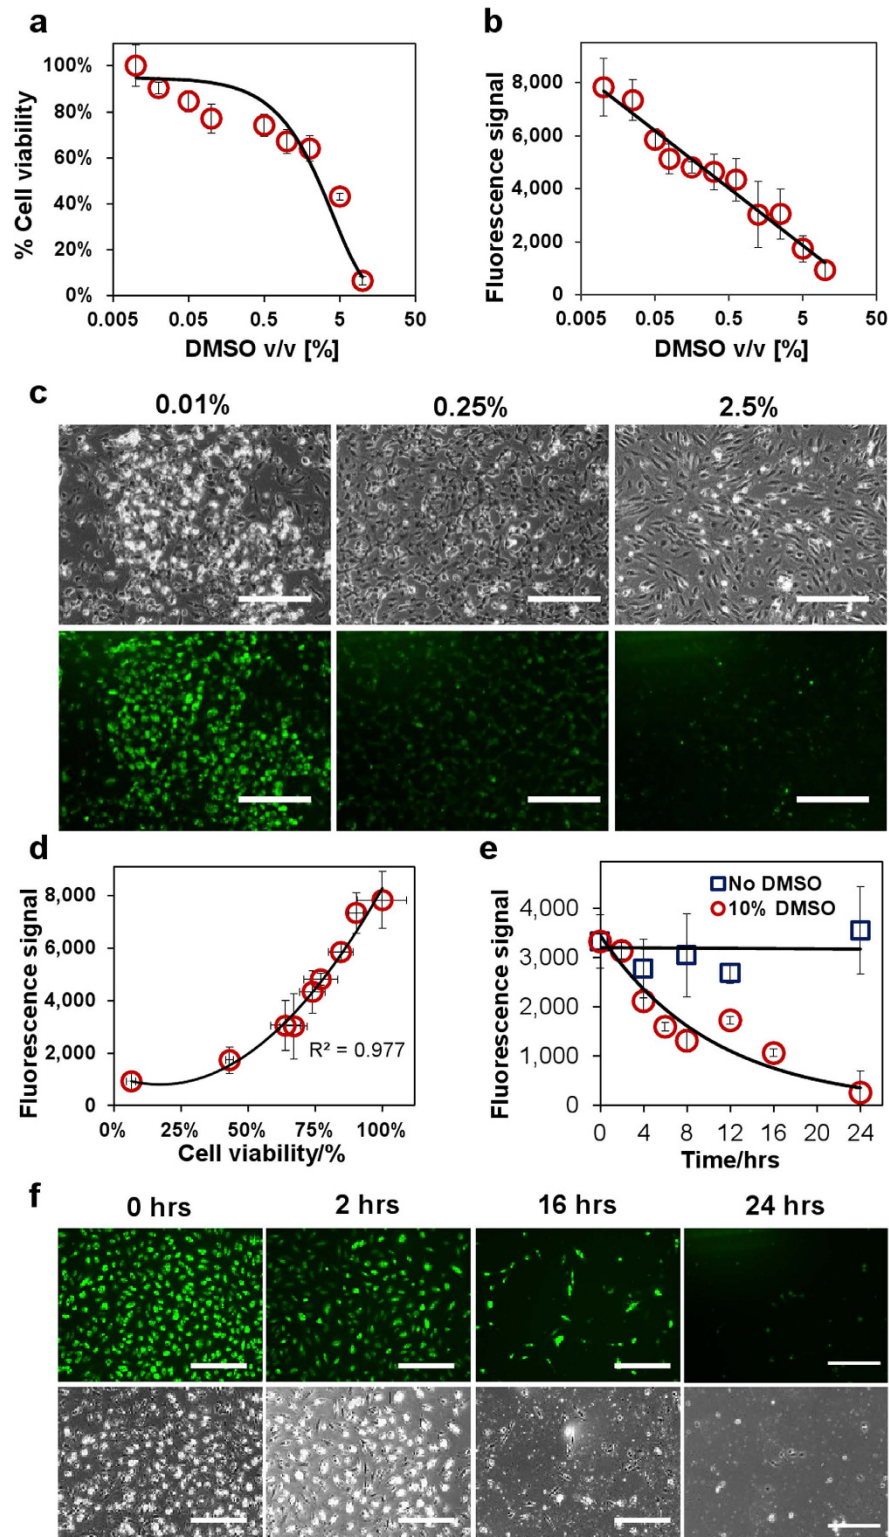 a
100%
80%
60%
40%
20%
0%
% Cell viability
0.005
0.05
0.5
5
50
DMSO v/v [%]
b
8,000
6,000
4,000
2,000
0
Fluorescence signal
0.005
0.05
0.5
5
50
DMSO v/v [%]
c
0.01%
0.25%
2.5%
d
8,000
6,000
4,000
2,000
0
Fluorescence signal
R² = 0.977
0%
25%
50%
75%
100%
Cell viability/%
e
No DMSO
10% DMSO
4,000
3,000
2,000
1,000
0
Fluorescence signal
0
4
8
12
16
20
24
Time/hrs
f
0 hrs
2 hrs
16 hrs
24 hrs